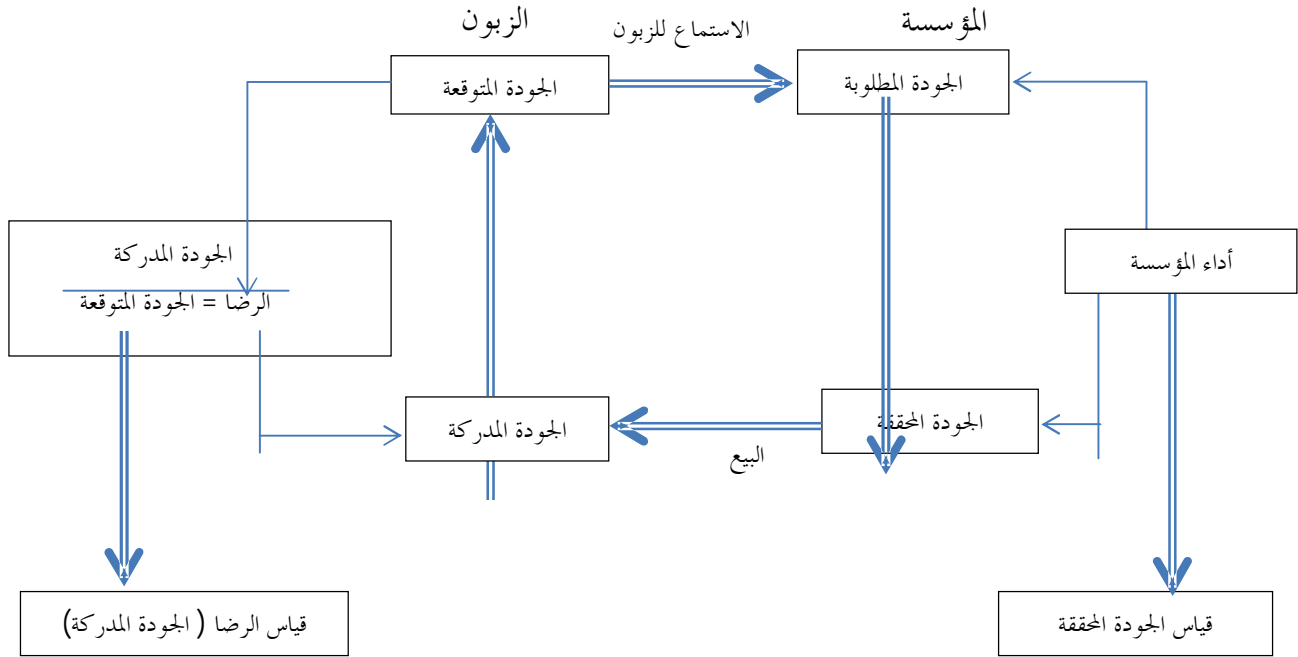 المؤسسة
الزبون
الاستماع للزبون
الجودة المطلوبة
الجودة المتوقعة
أداء المؤسسة
الجودة المدركة
الرضا = الجودة المتوقعة
الجودة المحققة
الجودة المدركة
البيع
قياس الجودة المحققة
قياس الرضا ( الجودة المدركة)